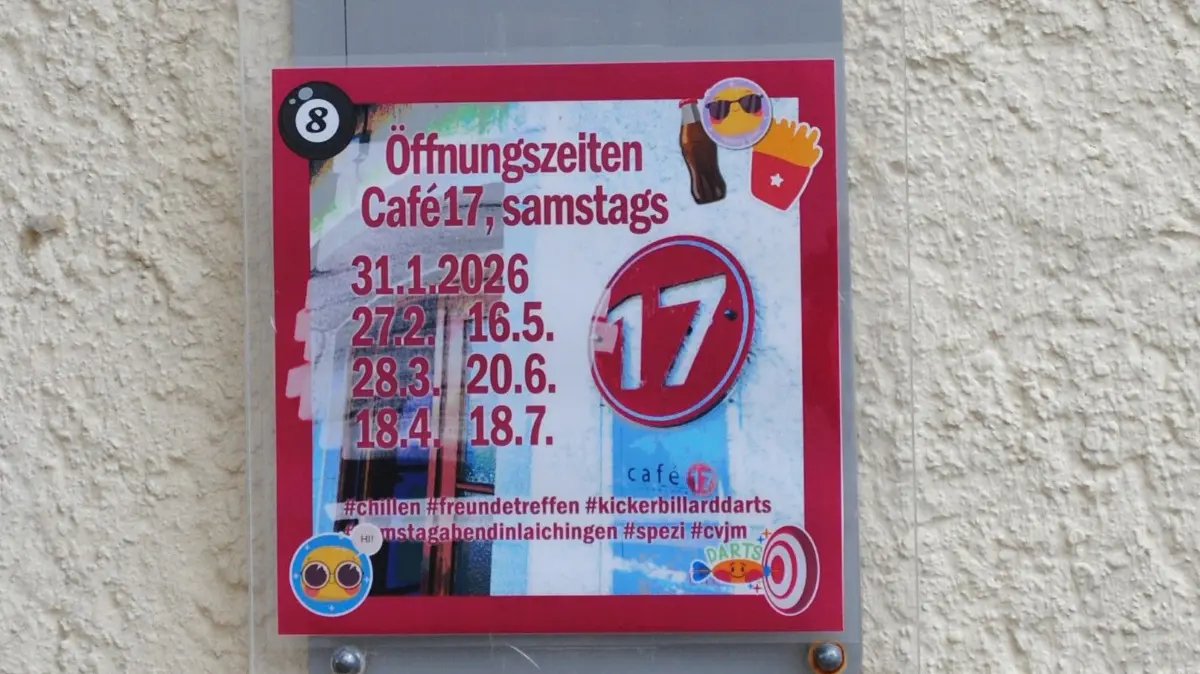 8
Öffnungszeiten
Café17, samstags
31.1.2026
27.2. 16.5.
28.3. 20.6.
18.4. 18.7.
17
café 17
#chillen #freundetreffen #kickerbillarddarts
#samstagabendinlaichingen #spezi #cvjm
HI!
DARTS